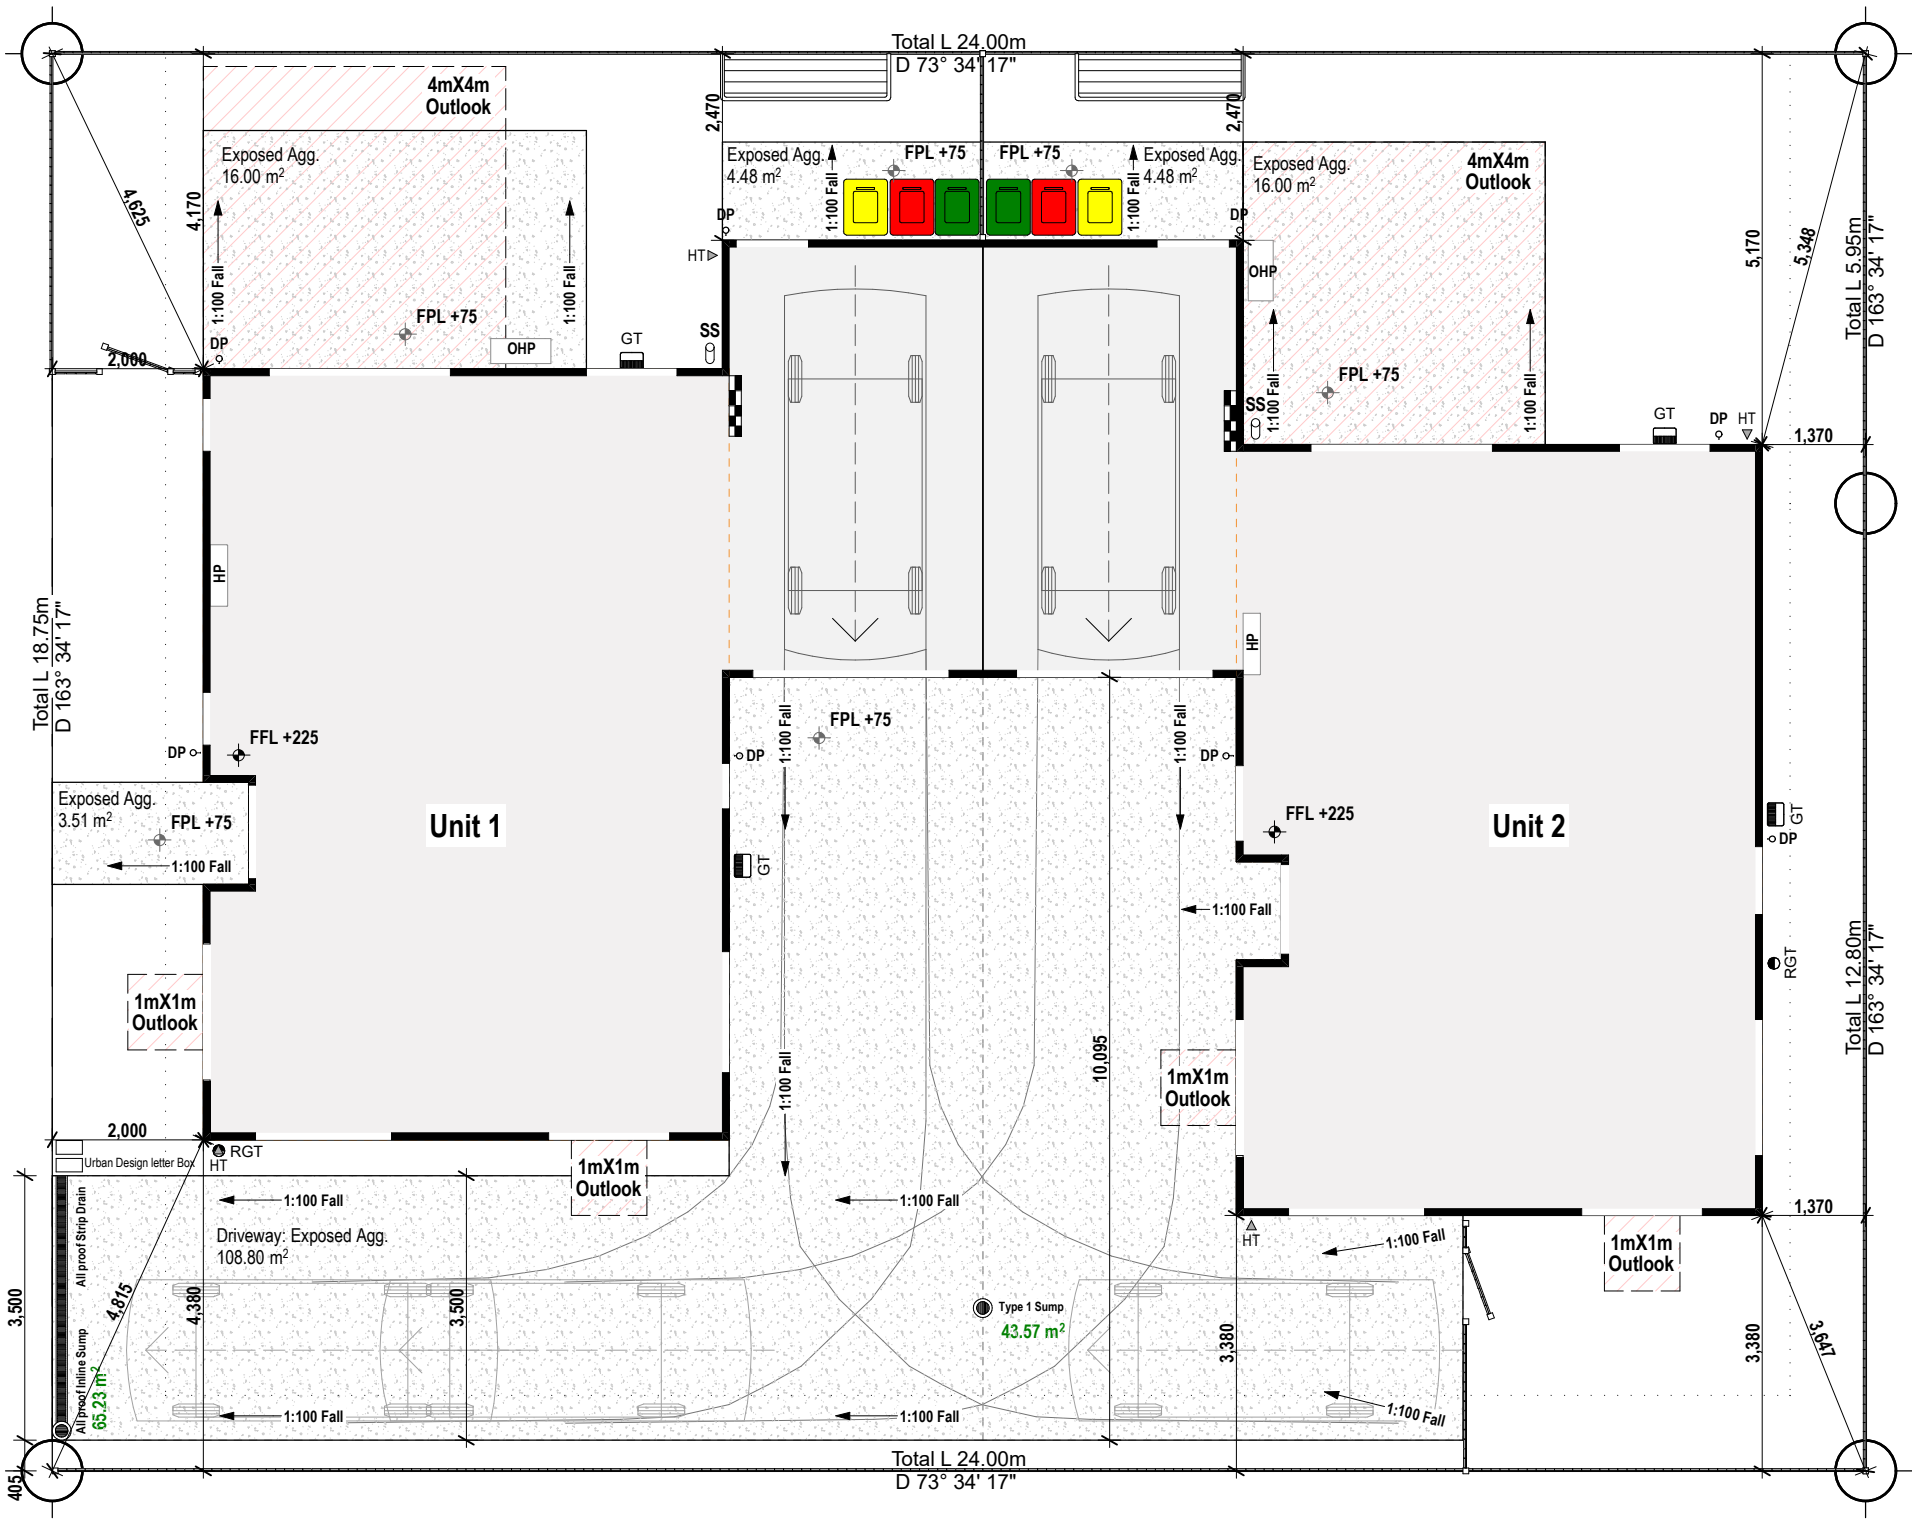 Total L 24.00m
D 73° 34' 17"
4mX4m
Outlook
Exposed Agg.
16.00 m²
4,625
4,170
1:100 Fall
1:100 Fall
FPL +75
DP
OHP
GT
SS
2,000
2,470
2,470
Exposed Agg.
4.48 m²
1:100 Fall
FPL +75
FPL +75
1:100 Fall
Exposed Agg.
4.48 m²
DP
DP
HT
4mX4m
Outlook
Exposed Agg.
16.00 m²
OHP
FPL +75
1:100 Fall
1:100 Fall
SS
GT
DP
HT
5,170
5,348
Total L 5.95m
D 163° 34' 17"
1,370
Total L 18.75m
D 163° 34' 17"
HP
HP
FFL +225
DP
Exposed Agg.
3.51 m²
FPL +75
1:100 Fall
Unit 1
FPL +75
DP
1:100 Fall
1:100 Fall
DP
GT
FFL +225
Unit 2
1:100 Fall
GT
DP
RGT
Total L 12.80m
D 163° 34' 17"
1mX1m
Outlook
1:100 Fall
10,095
1mX1m
Outlook
2,000
RGT
HT
Urban Design letter Box
1mX1m
Outlook
1:100 Fall
1:100 Fall
Driveway: Exposed Agg.
108.80 m²
All proof Strip Drain
All proof Inline Sump
65.23 m²
3,500
4,815
4,380
3,500
Type 1 Sump
43.57 m²
HT
1:100 Fall
1:100 Fall
1mX1m
Outlook
1,370
3,380
3,380
3,647
1:100 Fall
1:100 Fall
405
Total L 24.00m
D 73° 34' 17"